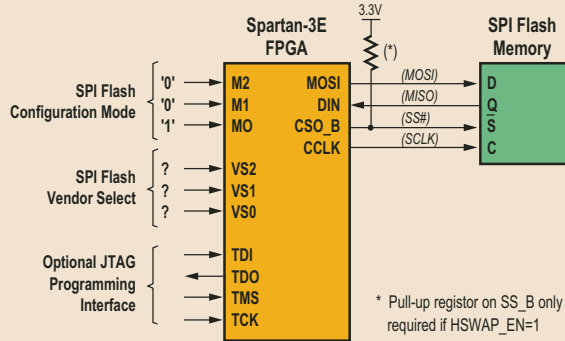 3.3V
(*)
Spartan-3E
FPGA
SPI Flash
Memory
SPI Flash
Configuration Mode
'0'
'0'
'1'
M2
M1
MO
MOSI
DIN
CSO_B
CCLK
(MOSI)
(MISO)
(SS#)
(SCLK)
D
Q
S
C
SPI Flash
Vendor Select
?
?
?
VS2
VS1
VS0
Optional JTAG
Programming
Interface
TDI
TDO
TMS
TCK
* Pull-up registor on SS_B only
required if HSWAP_EN=1